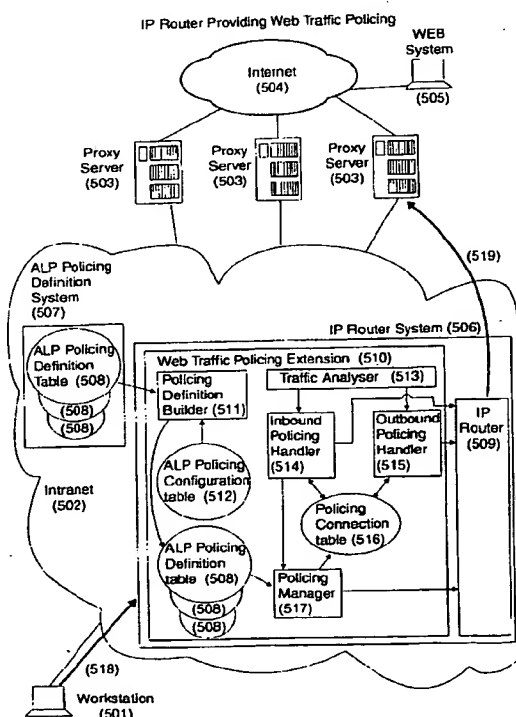 IP Router Providing Web Traffic Policing
WEB
System
(505)
Internet
(504)
Proxy
Server
(503)
Proxy
Server
(503)
Proxy
Server
(503)
(519)
ALP Policing
Definition
System
(507)
IP Router System (506)
ALP Policing
Definition
Table (508)
(508)
(508)
Web Traffic Policing Extension (510)
Traffic Analyser (513)
Policing
Definition
Builder (511)
Inbound
Policing
Handler
(514)
Outbound
Policing
Handler
(515)
IP
Router
(509)
ALP Policing
Configuration
table (512)
Intranet
(502)
Policing
Connection
table (516)
ALP Policing
Definition
table (508)
(508)
(508)
Policing
Manager
(517)
(518)
Workstation
(501)